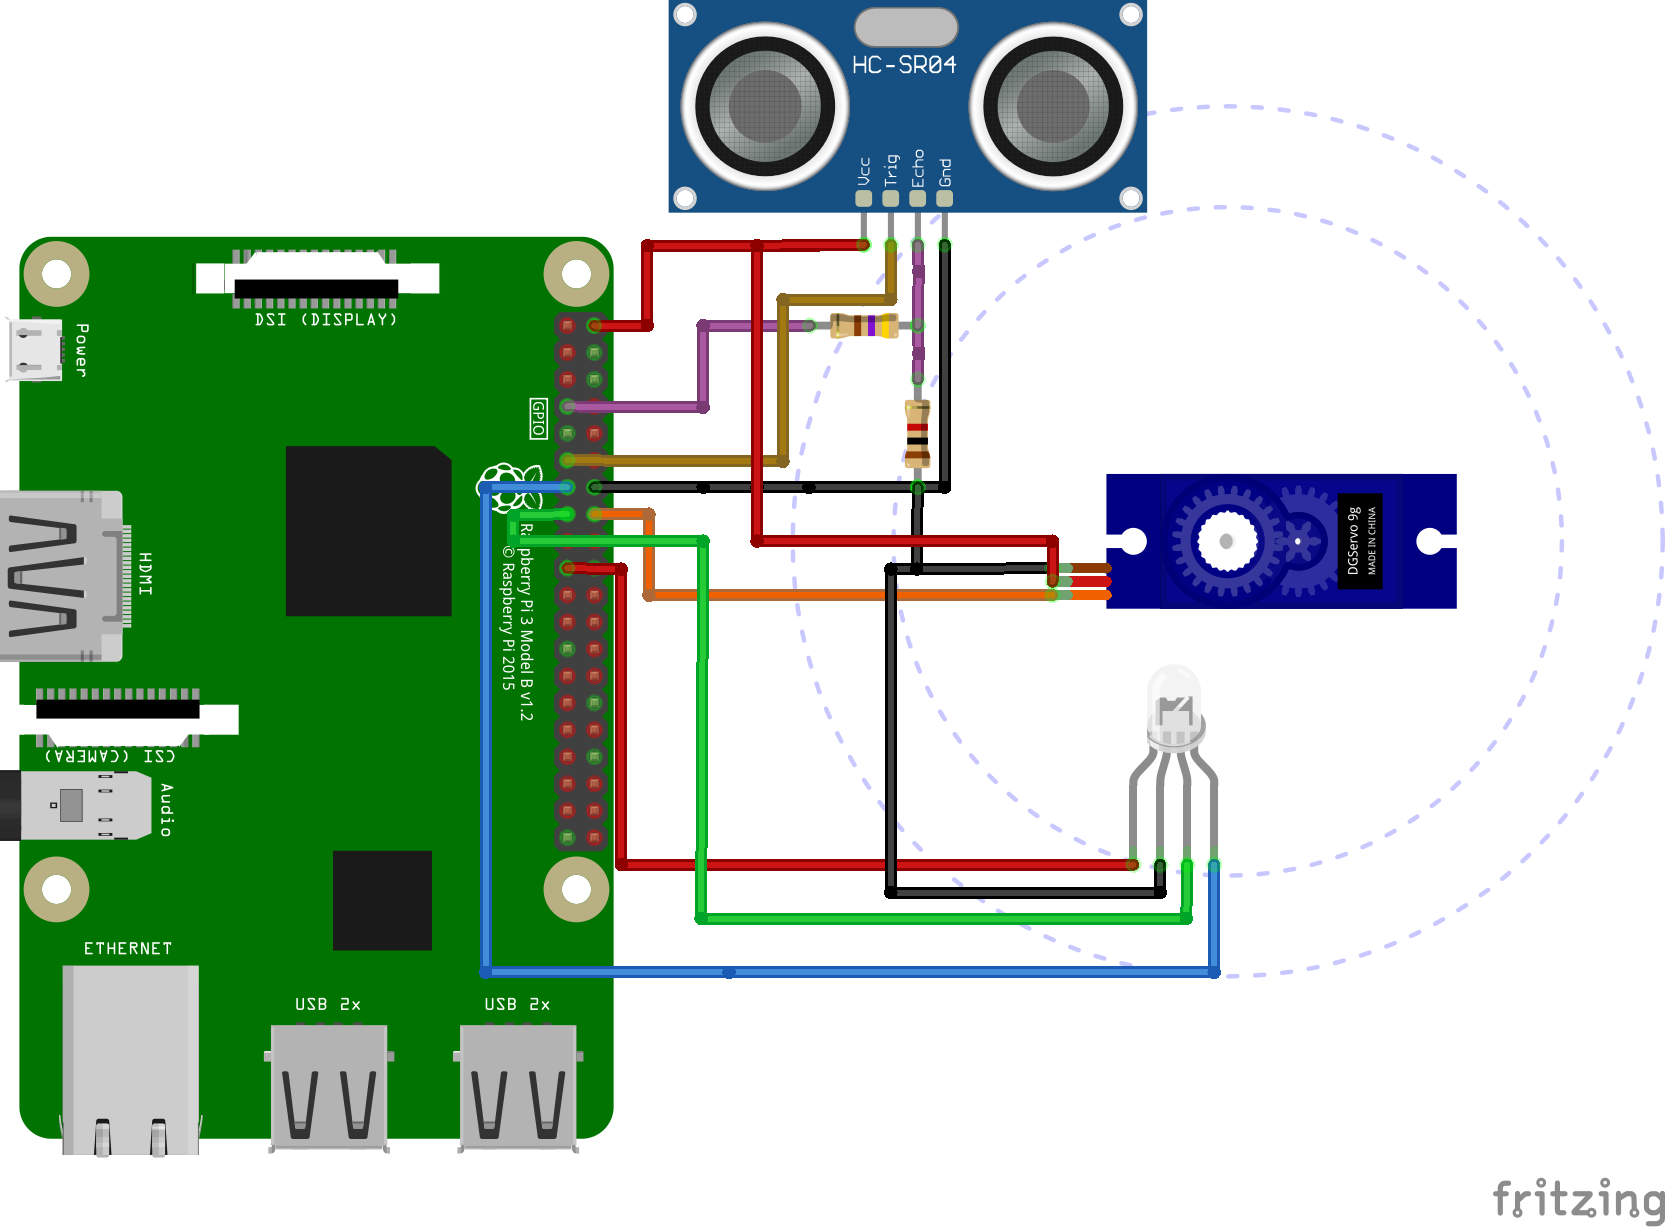 HC-SR04
Vcc
Trig
Echo
Gnd
DSI (DISPLAY)
Power
GPIO
Raspberry Pi 3 Model B v1.2
© Raspberry Pi 2015
HDMI
CSI (CAMERA)
Audio
ETHERNET
USB 2x
USB 2x
DGServo 9g
MADE IN CHINA
fritzing